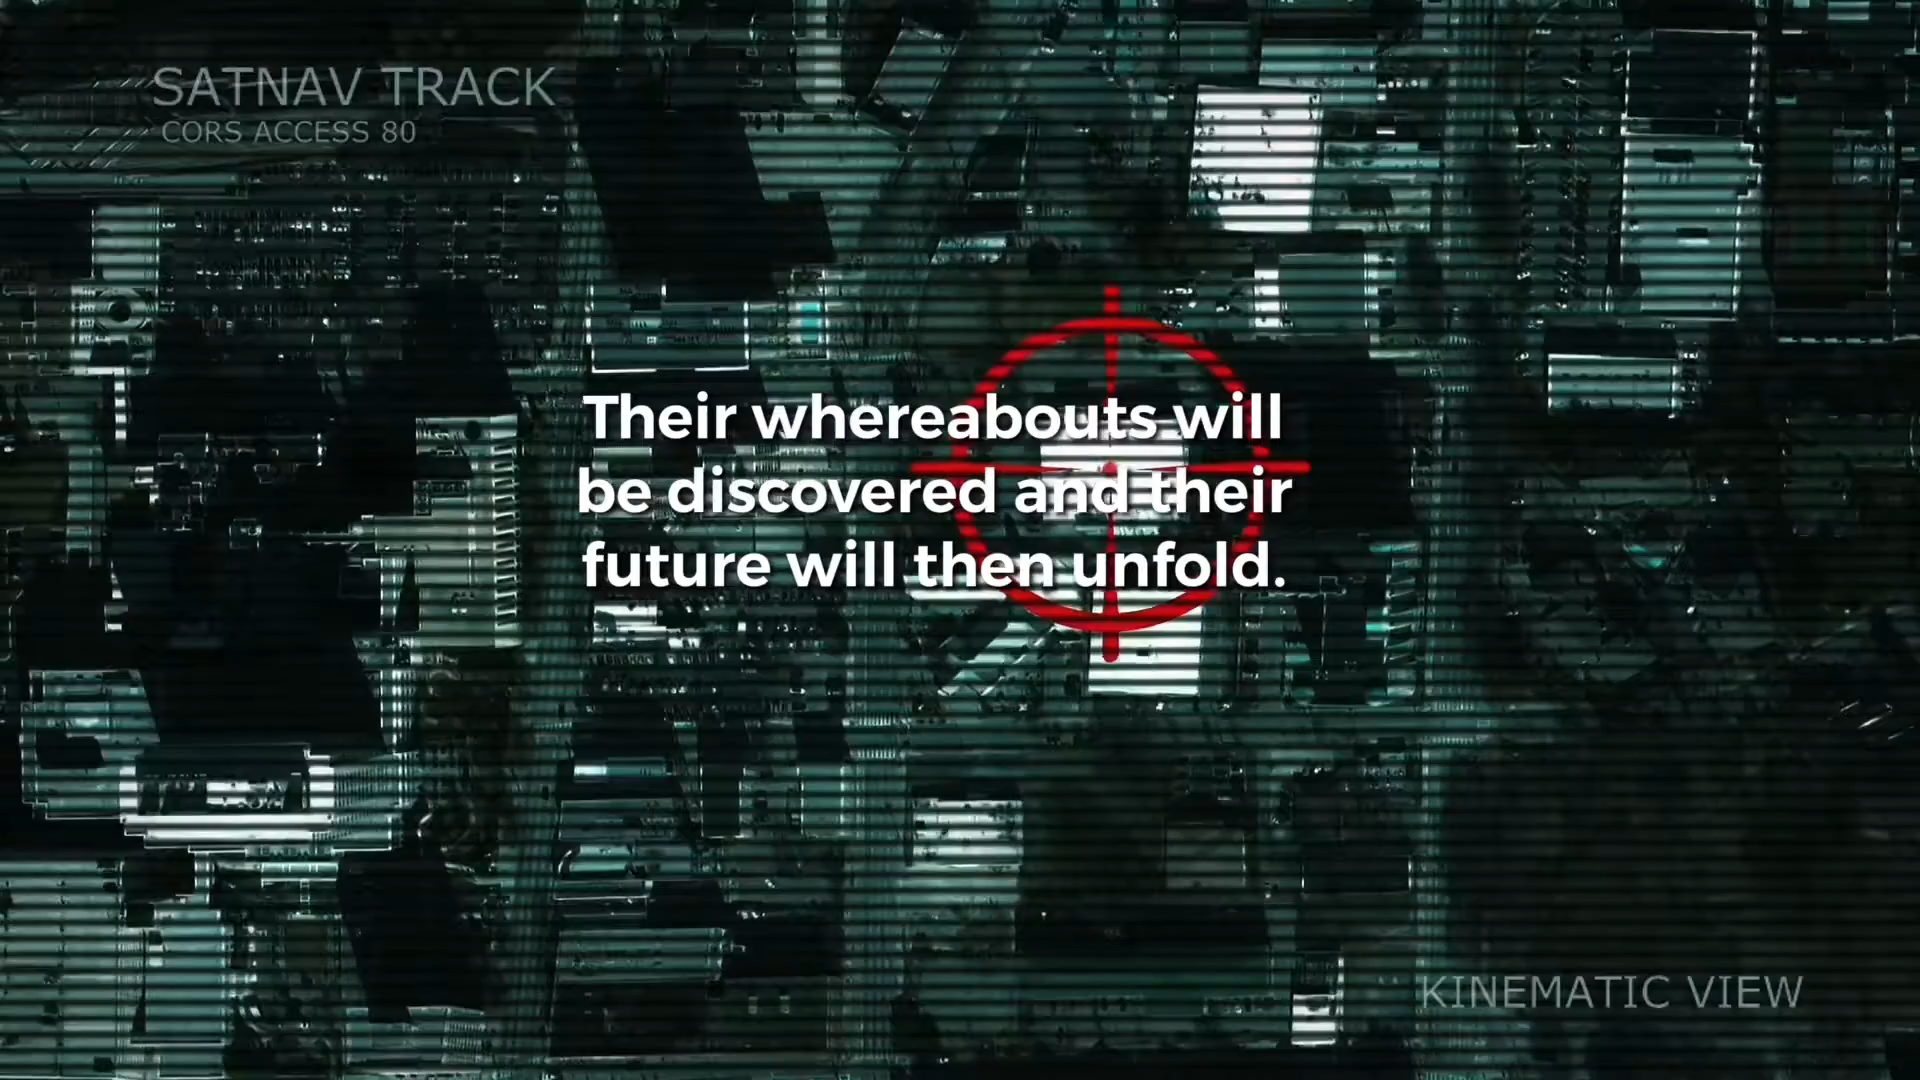 SATNAV TRACK
CORS ACCESS 80
Their whereabouts will
be discovered and their
future will then unfold.
KINEMATIC VIEW